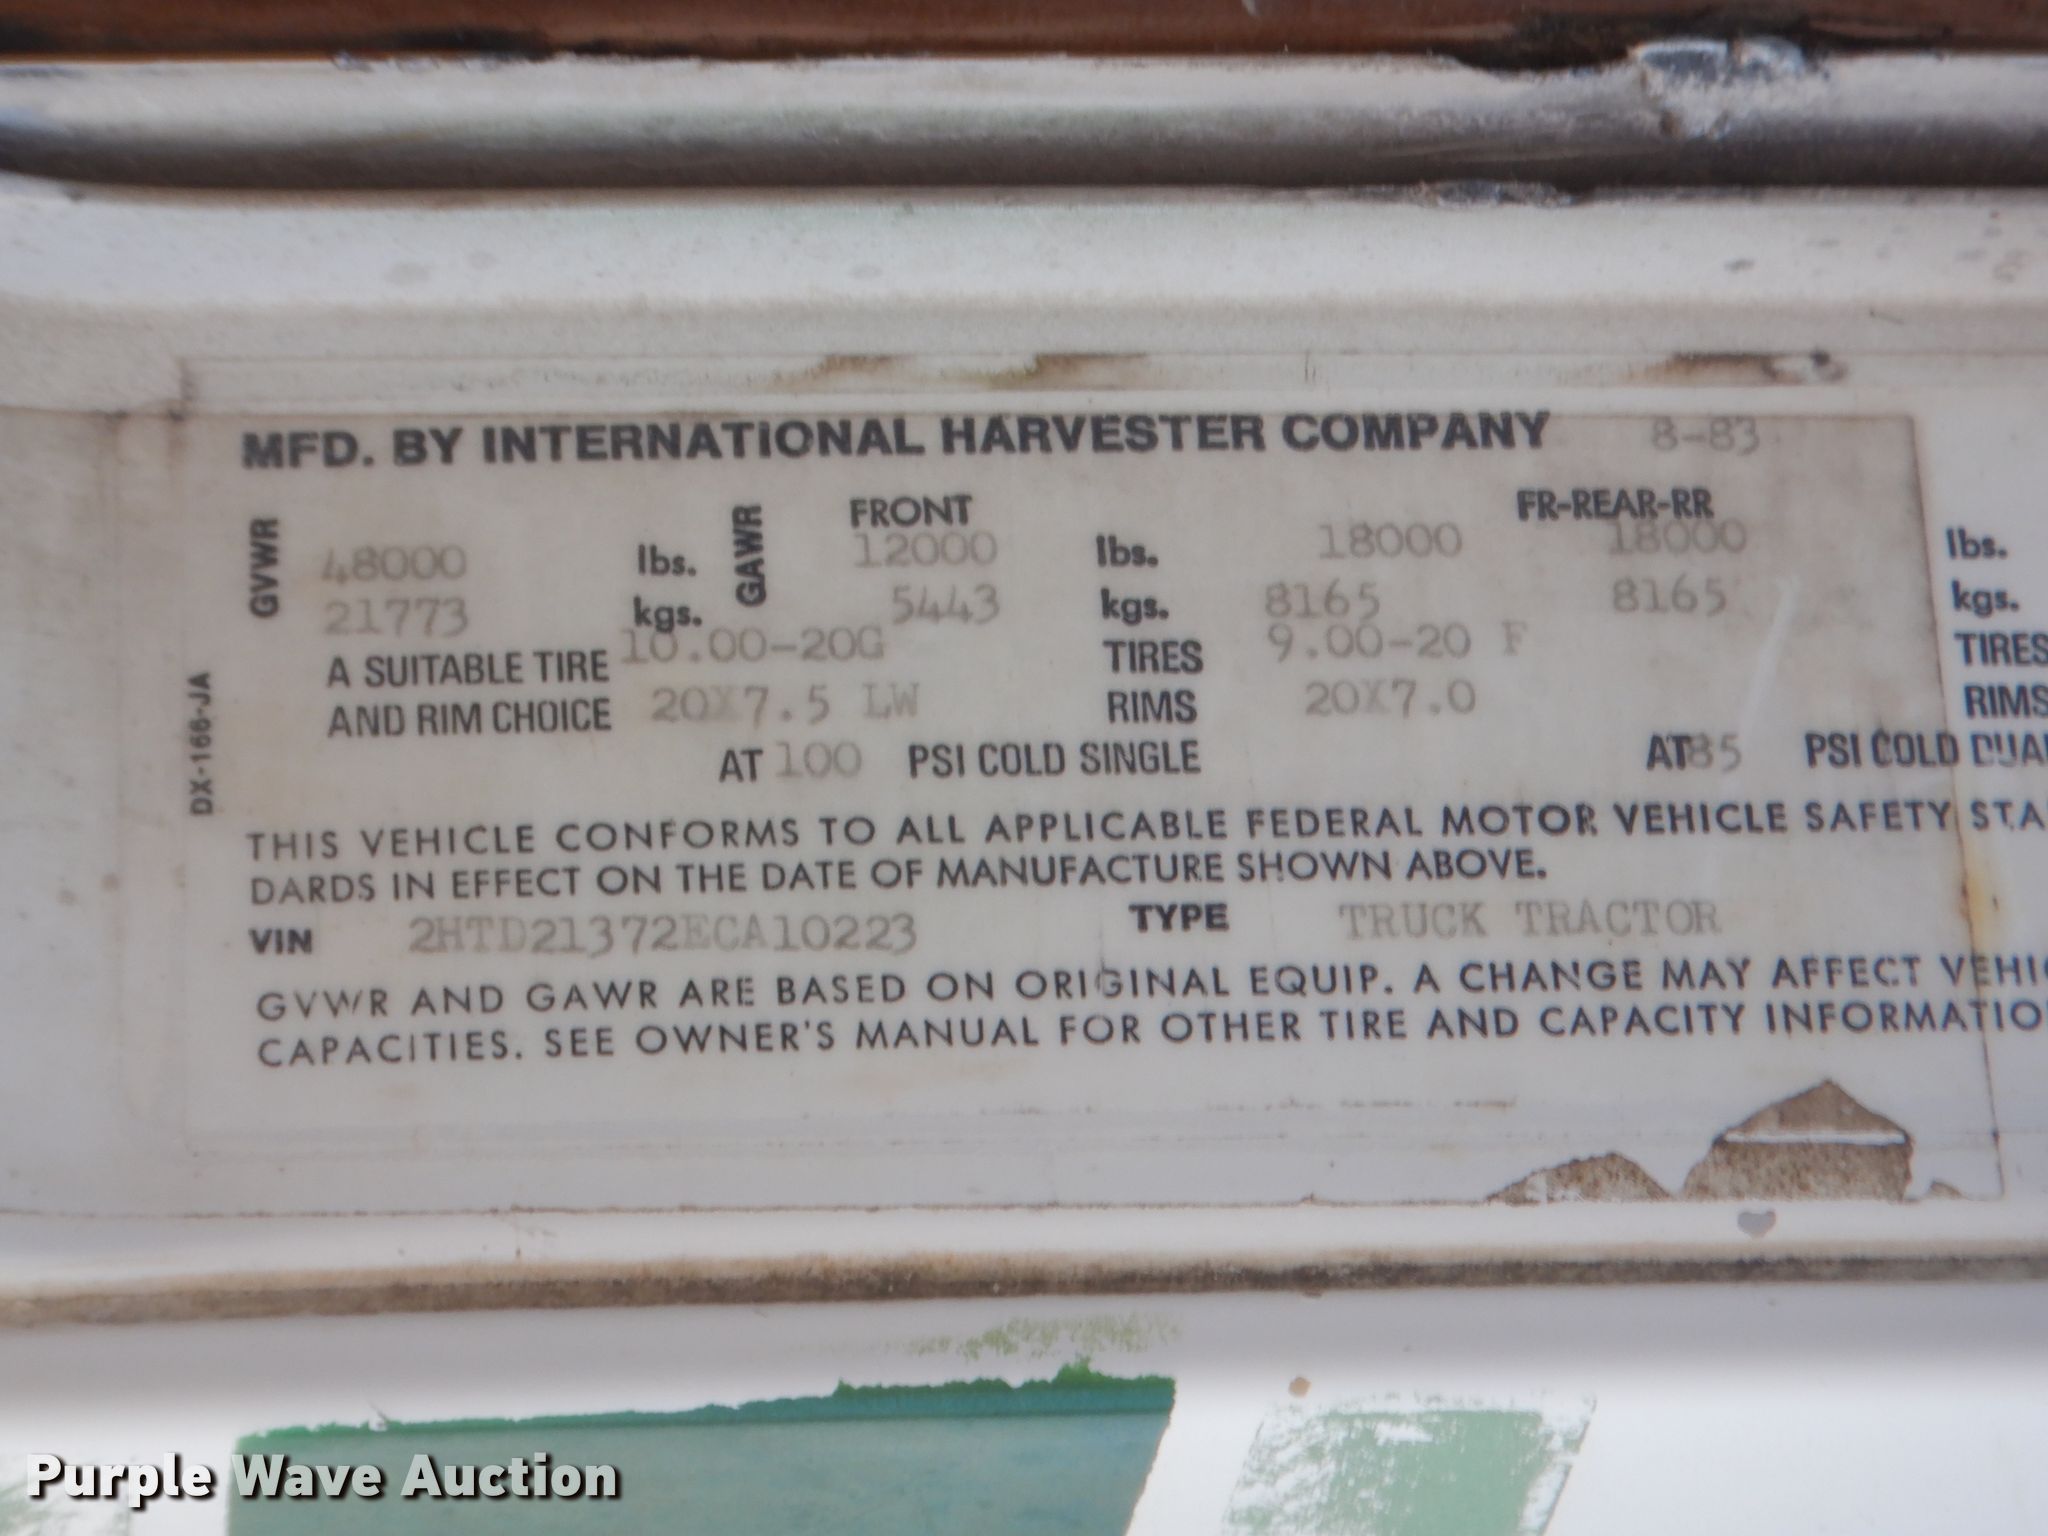 MFD. BY INTERNATIONAL HARVESTER COMPANY 8-83
FRONT FR-REAR-RR
GVWR 48000 lbs. GAWR 12000 lbs. 18000 18000 lbs.
21773 kgs. 5443 kgs. 8165 8165 kgs.
A SUITABLE TIRE 10.00-20G TIRES 9.00-20 F TIRES
AND RIM CHOICE 20X7.5 LW RIMS 20X7.0 RIMS
AT 100 PSI COLD SINGLE AT 85 PSI COLD DUA
DX-166-JA
THIS VEHICLE CONFORMS TO ALL APPLICABLE FEDERAL MOTOR VEHICLE SAFETY STA
DARDS IN EFFECT ON THE DATE OF MANUFACTURE SHOWN ABOVE.
VIN 2HTD21372ECA10223 TYPE TRUCK TRACTOR
GVWR AND GAWR ARE BASED ON ORIGINAL EQUIP. A CHANGE MAY AFFECT VEHIC
CAPACITIES. SEE OWNER'S MANUAL FOR OTHER TIRE AND CAPACITY INFORMATIO
Purple Wave Auction